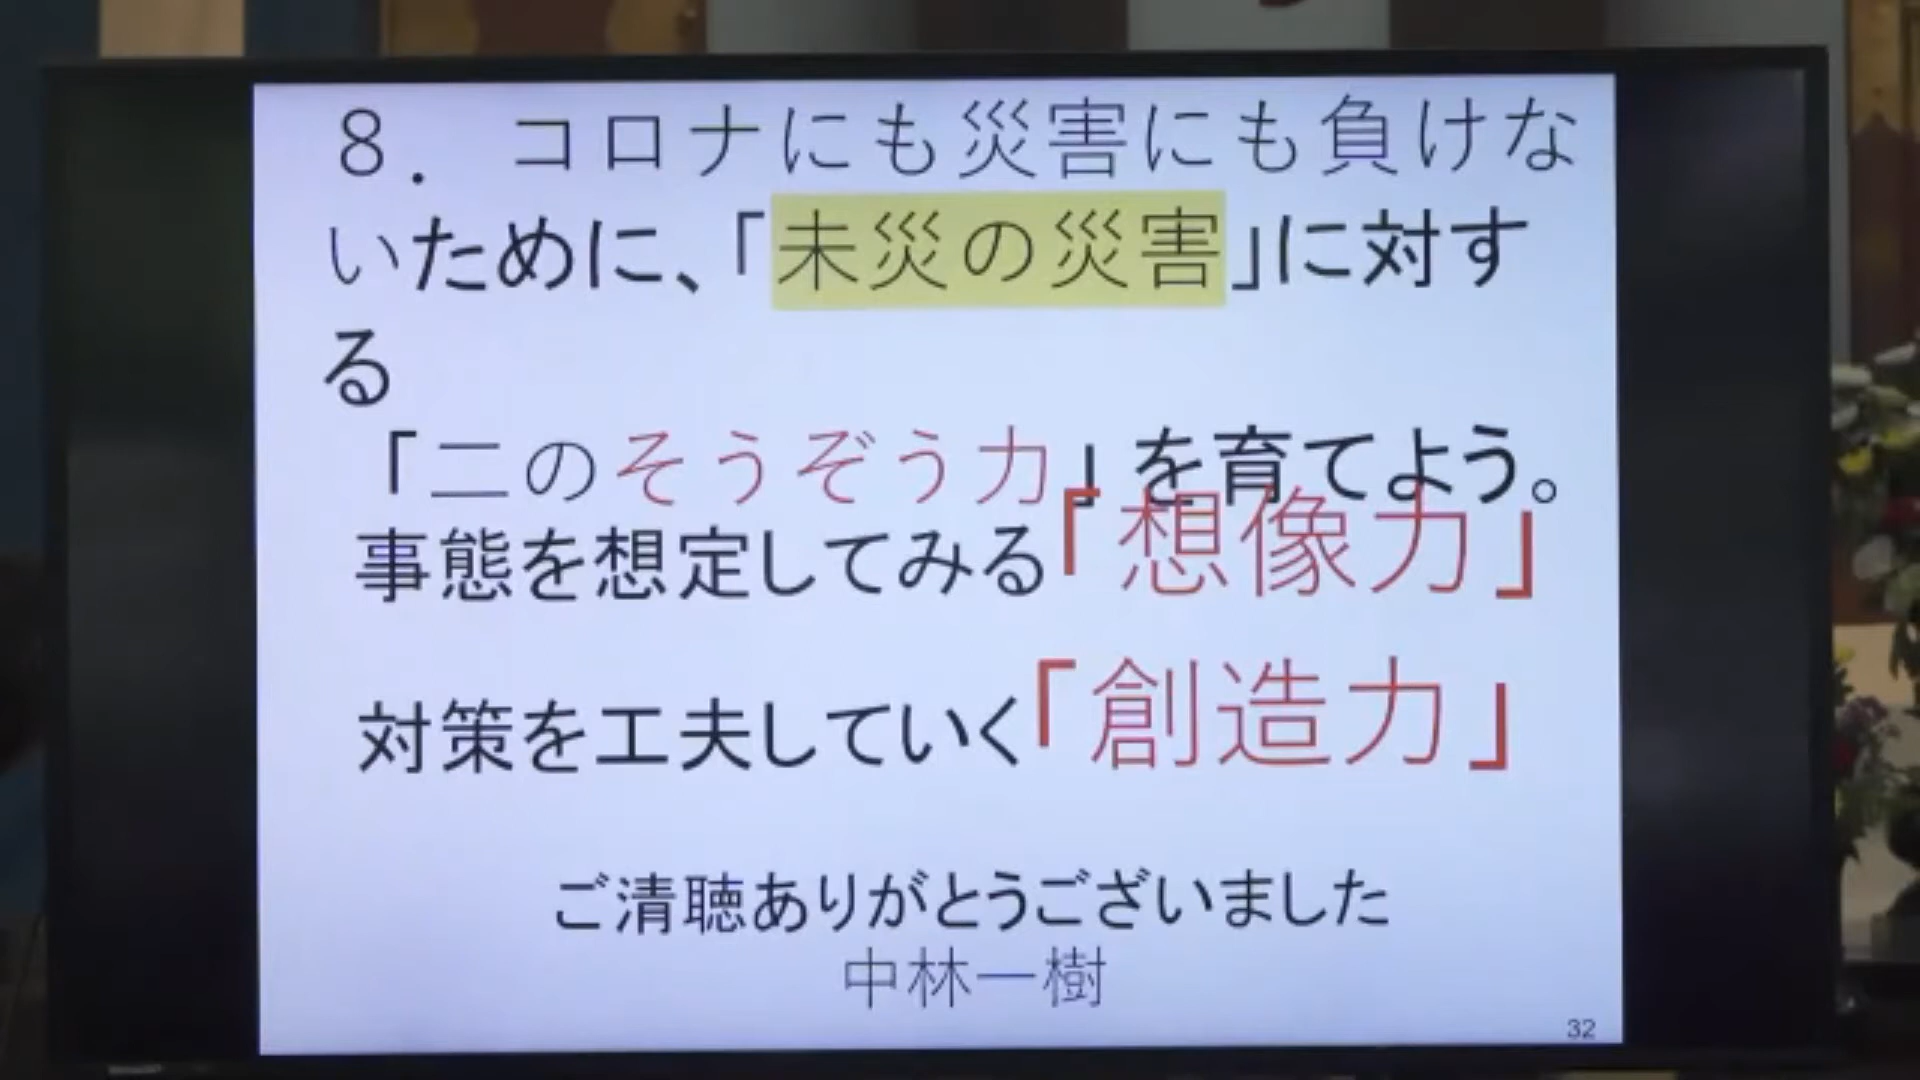 ８． コロナにも災害にも負けな
いために、「未災の災害」に対す
る
「二のそうぞう力」を育てよう。
事態を想定してみる「想像力」
対策を工夫していく「創造力」
ご清聴ありがとうございました
中林一樹
32